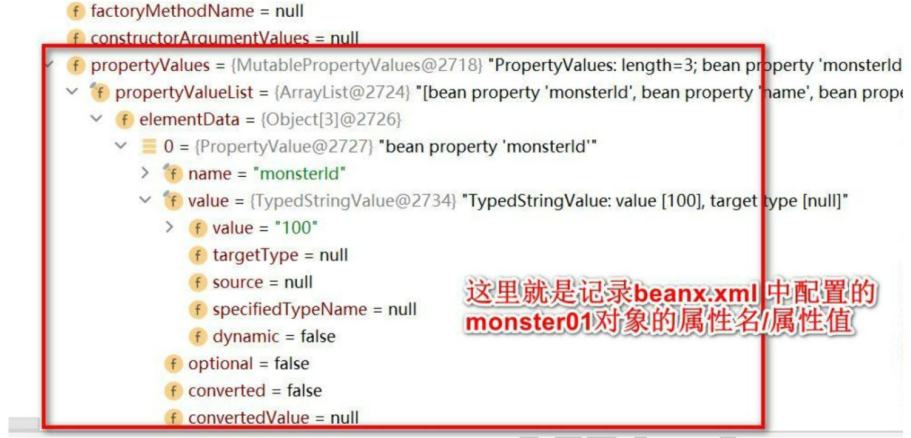 f factoryMethodName = null
f constructorArgumentValues = null
f propertyValues = {MutablePropertyValues@2718} "PropertyValues: length=3; bean property 'monsterId
f propertyValueList = {ArrayList@2724} "[bean property 'monsterId', bean property 'name', bean prope
f elementData = {Object[3]@2726}
0 = {PropertyValue@2727} "bean property 'monsterId'"
f name = "monsterId"
f value = {TypedStringValue@2734} "TypedStringValue: value [100], target type [null]"
f value = "100"
f targetType = null
f source = null
f specifiedTypeName = null
f dynamic = false
这里就是记录beanx.xml 中配置的
monster01对象的属性名/属性值
f optional = false
f converted = false
f convertedValue = null